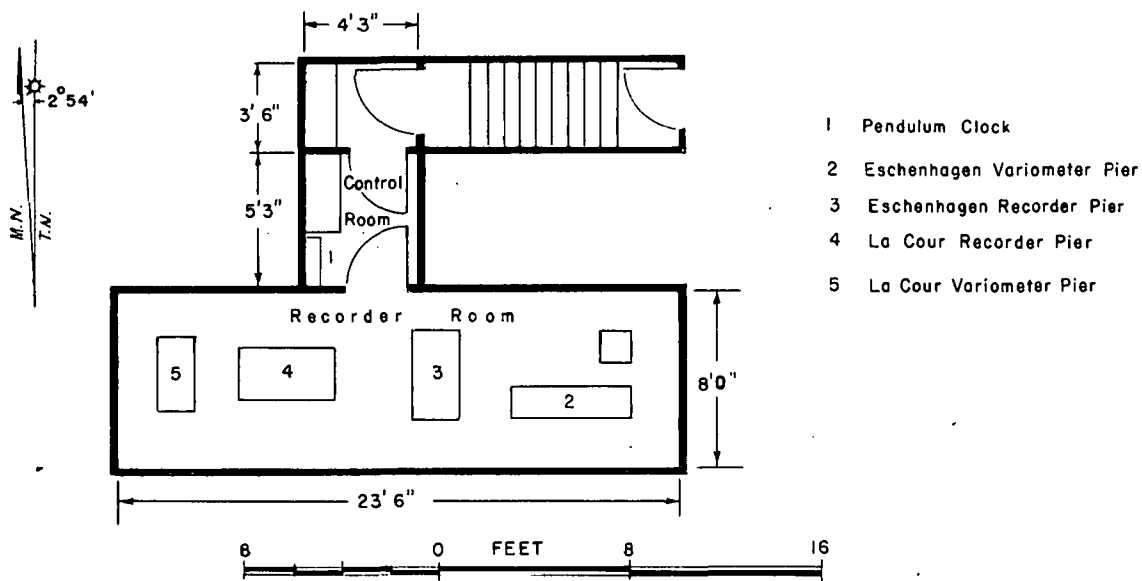 4'3"
2°54'
M.N.
T.N.
3'6"
5'3"
Control
Room
1
Recorder Room
5
4
3
2
8'0"
23'6"
8 0 FEET 8 16
1 Pendulum Clock
2 Eschenhagen Variometer Pier
3 Eschenhagen Recorder Pier
4 La Cour Recorder Pier
5 La Cour Variometer Pier